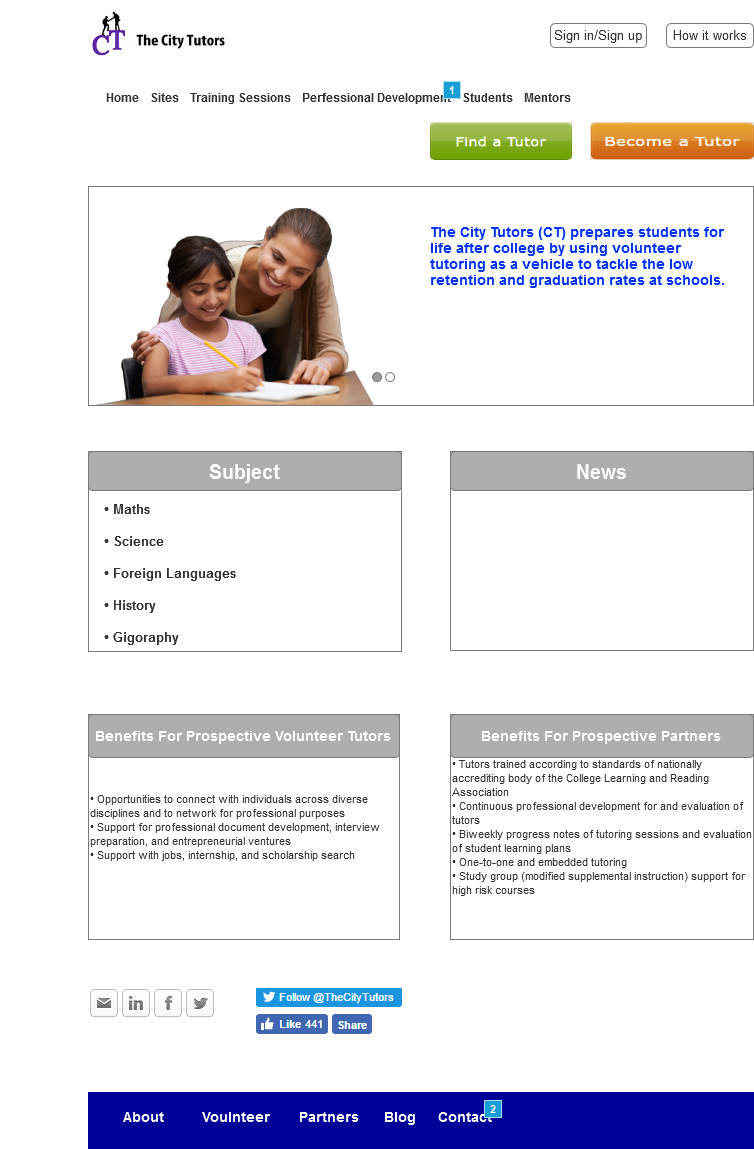 CT The City Tutors
Sign in/Sign up
How it works
Home Sites Training Sessions Perfessional Development 1 Students Mentors
Find a Tutor
Become a Tutor
The City Tutors (CT) prepares students for
life after college by using volunteer
tutoring as a vehicle to tackle the low
retention and graduation rates at schools.
Subject
• Maths
• Science
• Foreign Languages
• History
• Gigoraphy
News
Benefits For Prospective Volunteer Tutors
• Opportunities to connect with individuals across diverse
disciplines and to network for professional purposes
• Support for professional document development, interview
preparation, and entrepreneurial ventures
• Support with jobs, internship, and scholarship search
Benefits For Prospective Partners
• Tutors trained according to standards of nationally
accrediting body of the College Learning and Reading
Association
• Continuous professional development for and evaluation of
tutors
• Biweekly progress notes of tutoring sessions and evaluation
of student learning plans
• One-to-one and embedded tutoring
• Study group (modified supplemental instruction) support for
high risk courses
in f
Follow @TheCityTutors
Like 441 Share
About Voulnteer Partners Blog Contact 2